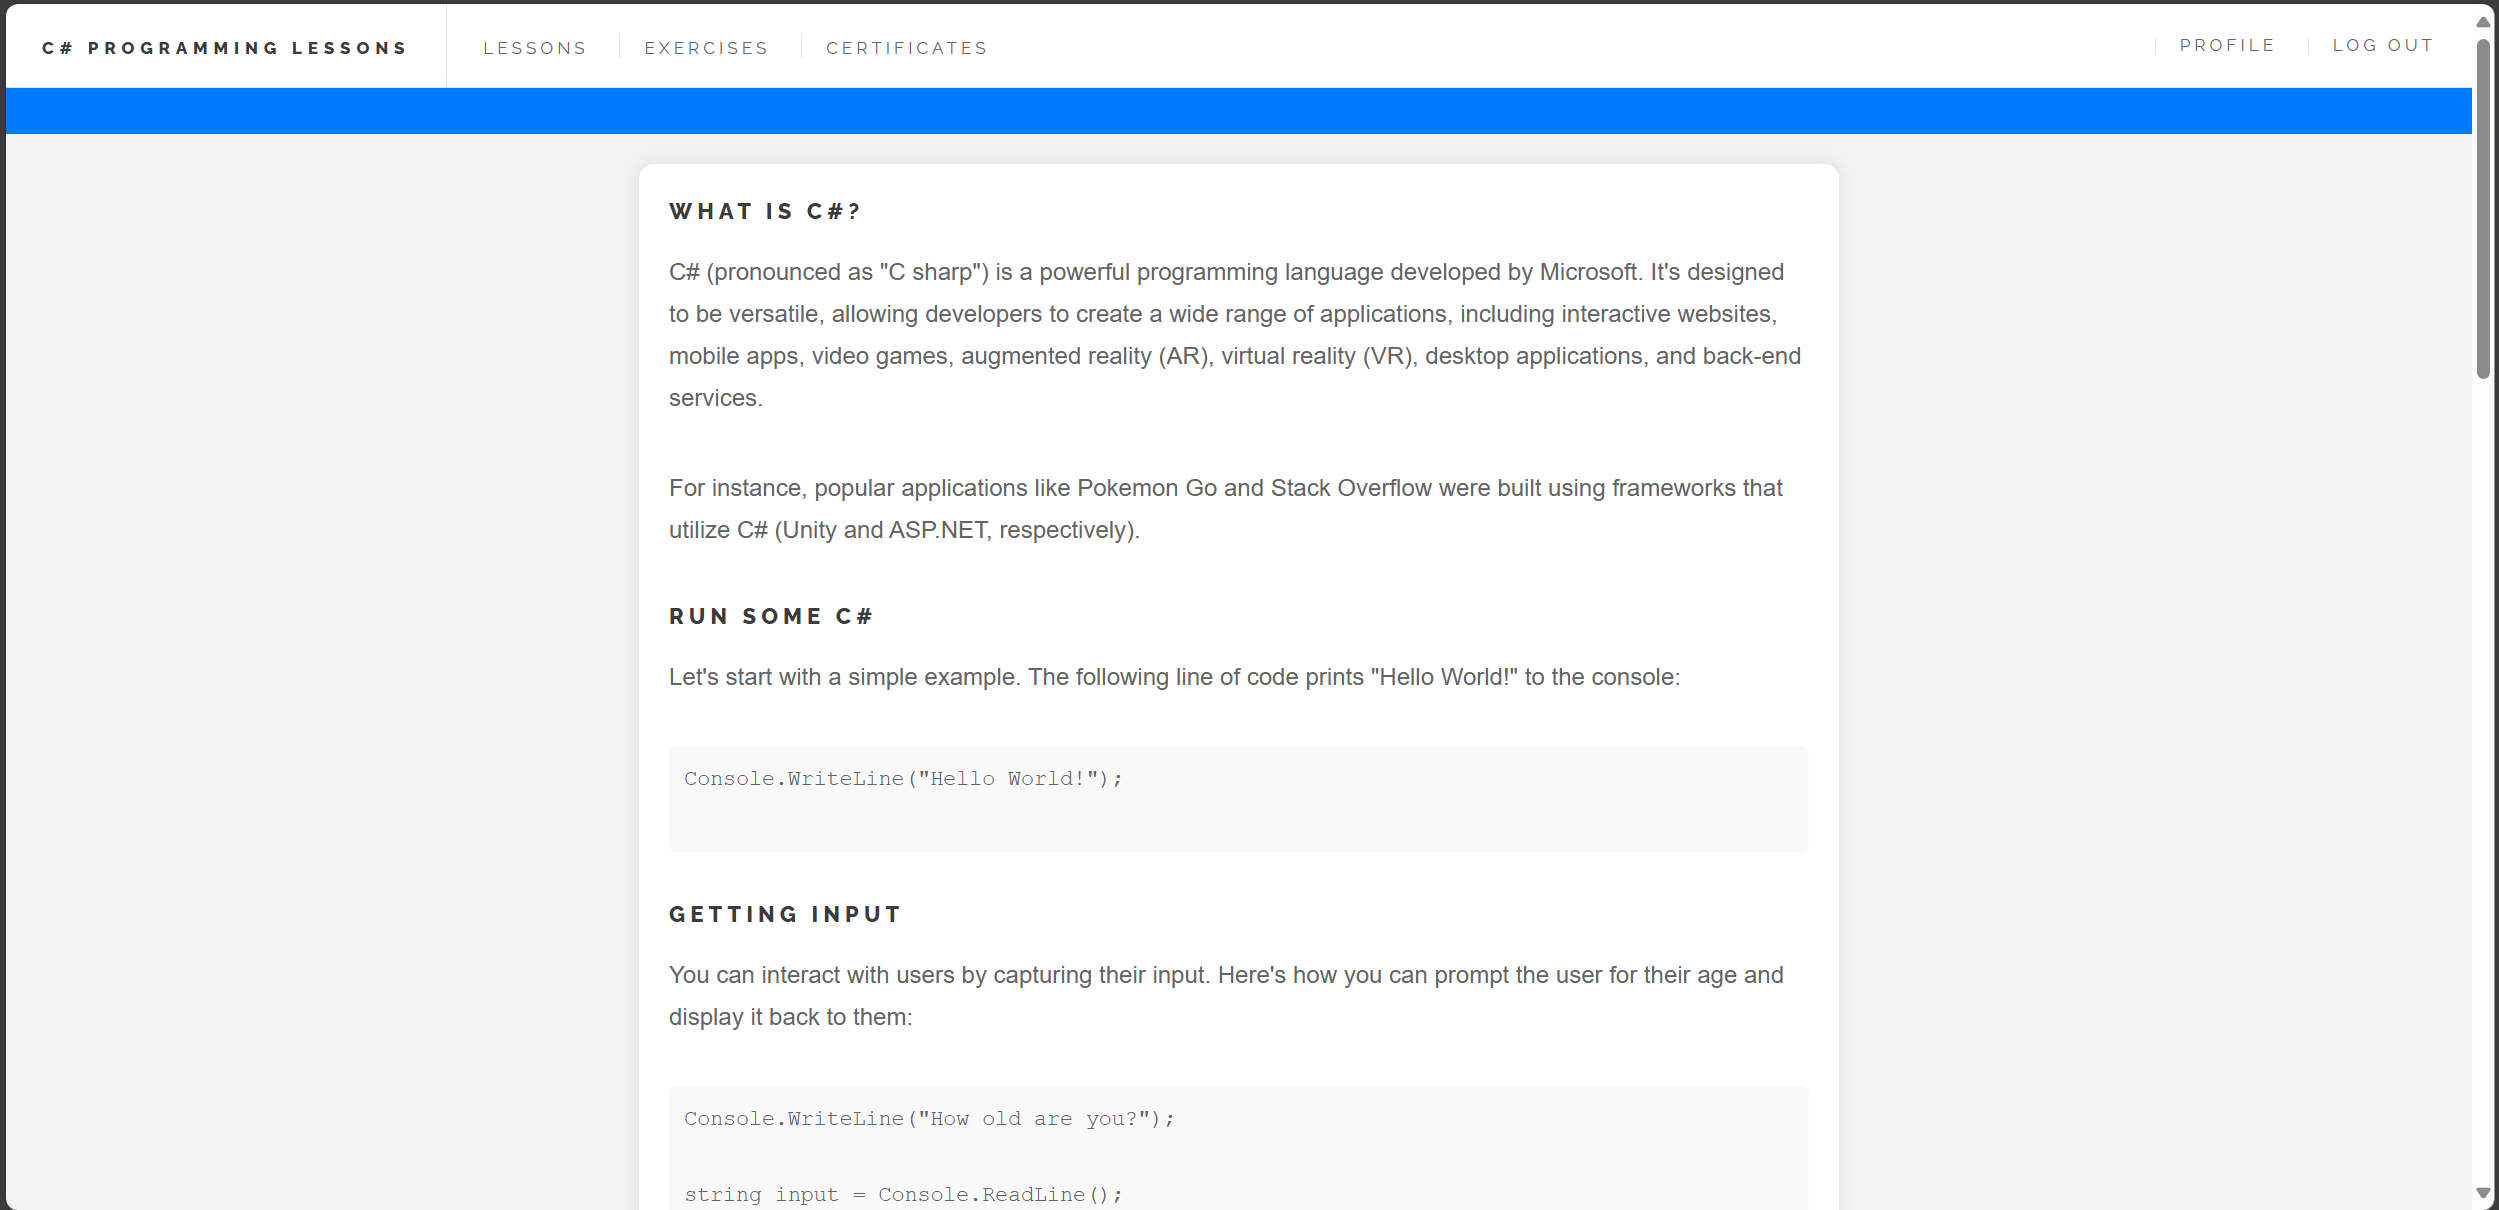 C# PROGRAMMING LESSONS
LESSONS
EXERCISES
CERTIFICATES
PROFILE
LOG OUT
WHAT IS C#?
C# (pronounced as "C sharp") is a powerful programming language developed by Microsoft. It's designed
to be versatile, allowing developers to create a wide range of applications, including interactive websites,
mobile apps, video games, augmented reality (AR), virtual reality (VR), desktop applications, and back-end
services.
For instance, popular applications like Pokemon Go and Stack Overflow were built using frameworks that
utilize C# (Unity and ASP.NET, respectively).
RUN SOME C#
Let's start with a simple example. The following line of code prints "Hello World!" to the console:
Console.WriteLine("Hello World!");
GETTING INPUT
You can interact with users by capturing their input. Here's how you can prompt the user for their age and
display it back to them:
Console.WriteLine("How old are you?");
string input = Console.ReadLine();